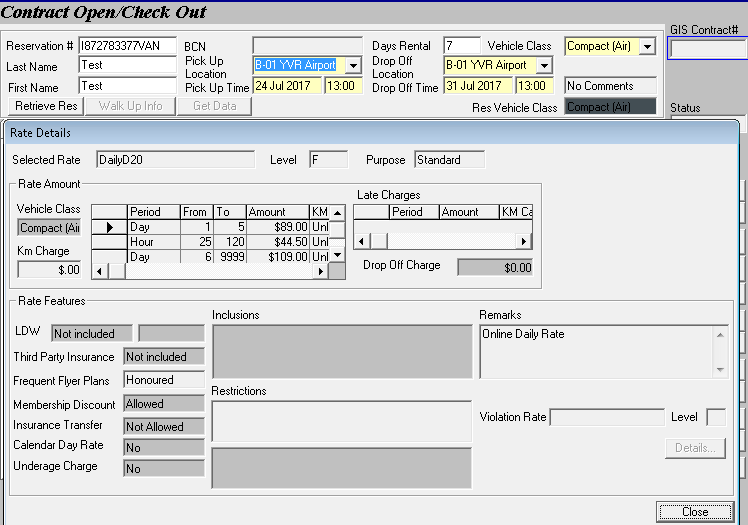 Contract Open/Check Out
GIS Contract#
Reservation # I872783377VAN BCN Days Rental 7 Vehicle Class Compact (Air)
Last Name Test Pick Up Location B-01 YVR Airport Drop Off Location B-01 YVR Airport
First Name Test Pick Up Time 24 Jul 2017 13:00 Drop Off Time 31 Jul 2017 13:00 No Comments
Retrieve Res Walk Up Info Get Data Res Vehicle Class Compact (Air) Status
Rate Details
Selected Rate DailyD20 Level F Purpose Standard
Rate Amount
Late Charges
Vehicle Class
Compact (Air
Km Charge
$.00
Period From To Amount KM
Day 1 5 $89.00 Unl
Hour 25 120 $44.50 Unl
Day 6 9999 $109.00 Unl
Period Amount KM Ca
Drop Off Charge $0.00
Rate Features
LDW Not included
Third Party Insurance Not included
Frequent Flyer Plans Honoured
Membership Discount Allowed
Insurance Transfer Not Allowed
Calendar Day Rate No
Underage Charge No
Inclusions
Restrictions
Remarks
Online Daily Rate
Violation Rate Level
Details...
Close